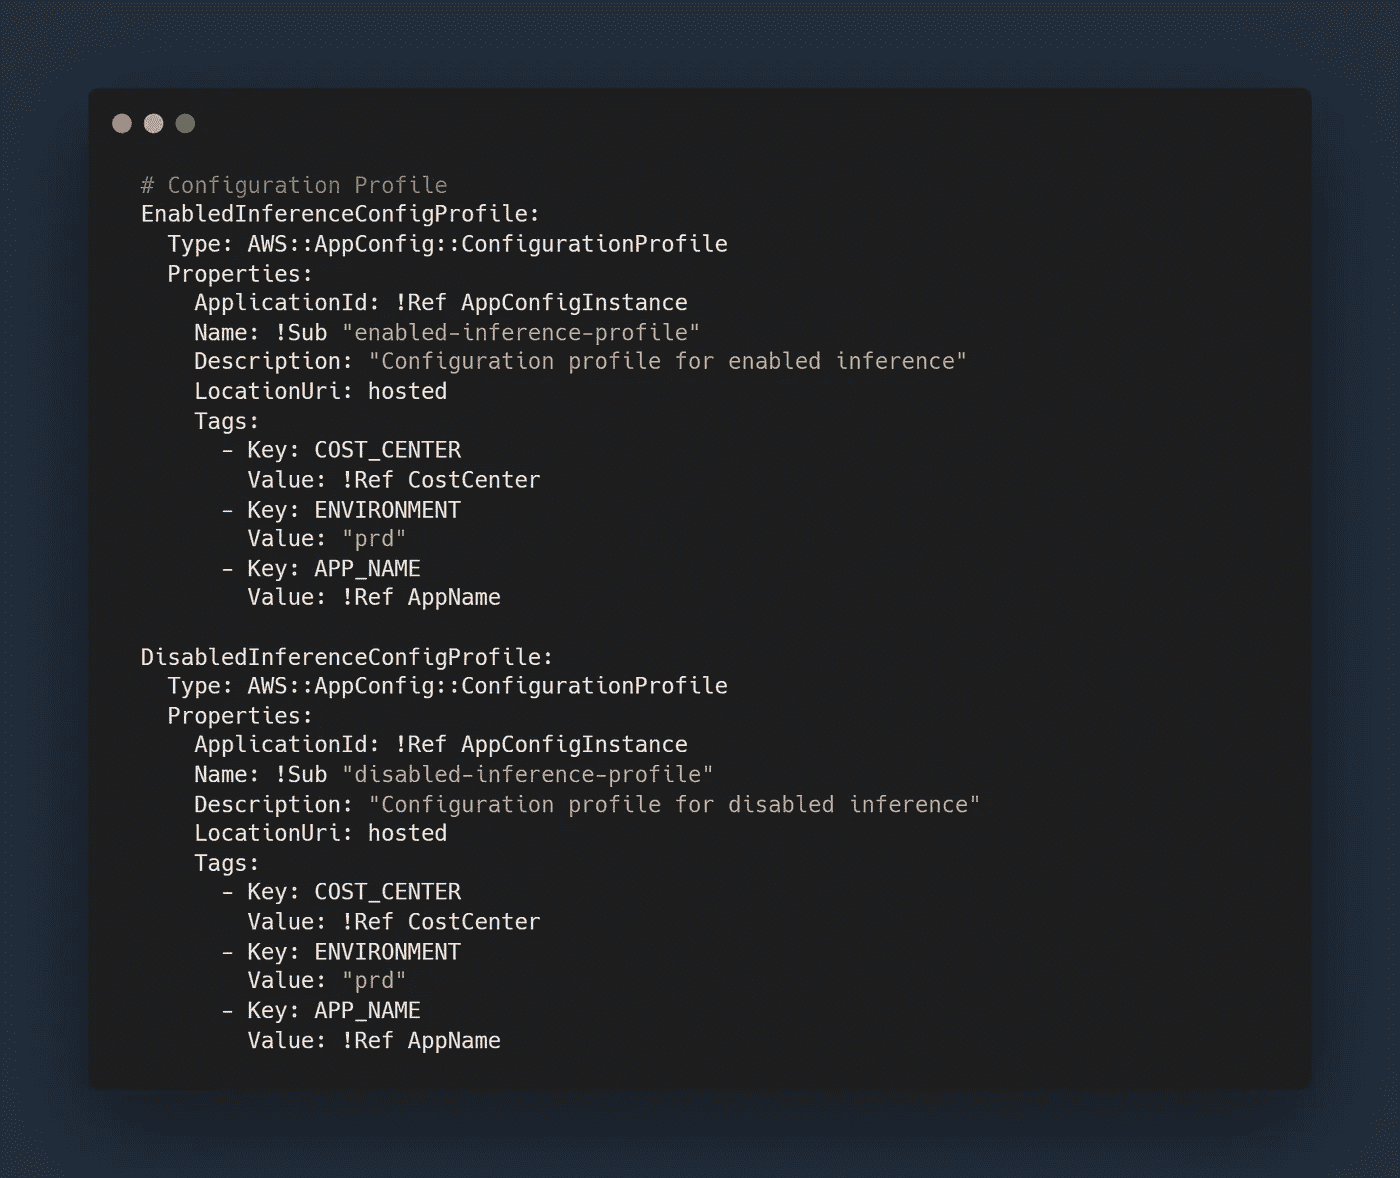 # Configuration Profile
EnabledInferenceConfigProfile:
  Type: AWS::AppConfig::ConfigurationProfile
  Properties:
    ApplicationId: !Ref AppConfigInstance
    Name: !Sub "enabled-inference-profile"
    Description: "Configuration profile for enabled inference"
    LocationUri: hosted
    Tags:
      - Key: COST_CENTER
        Value: !Ref CostCenter
      - Key: ENVIRONMENT
        Value: "prd"
      - Key: APP_NAME
        Value: !Ref AppName

DisabledInferenceConfigProfile:
  Type: AWS::AppConfig::ConfigurationProfile
  Properties:
    ApplicationId: !Ref AppConfigInstance
    Name: !Sub "disabled-inference-profile"
    Description: "Configuration profile for disabled inference"
    LocationUri: hosted
    Tags:
      - Key: COST_CENTER
        Value: !Ref CostCenter
      - Key: ENVIRONMENT
        Value: "prd"
      - Key: APP_NAME
        Value: !Ref AppName